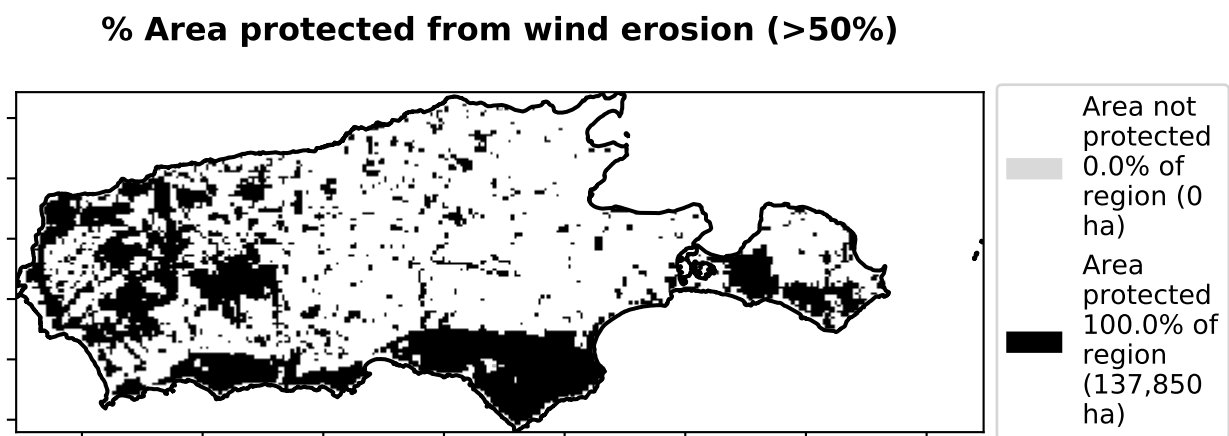 % Area protected from wind erosion (>50%)
Area not
protected
0.0% of
region (0
ha)
Area
protected
100.0% of
region
(137,850
ha)